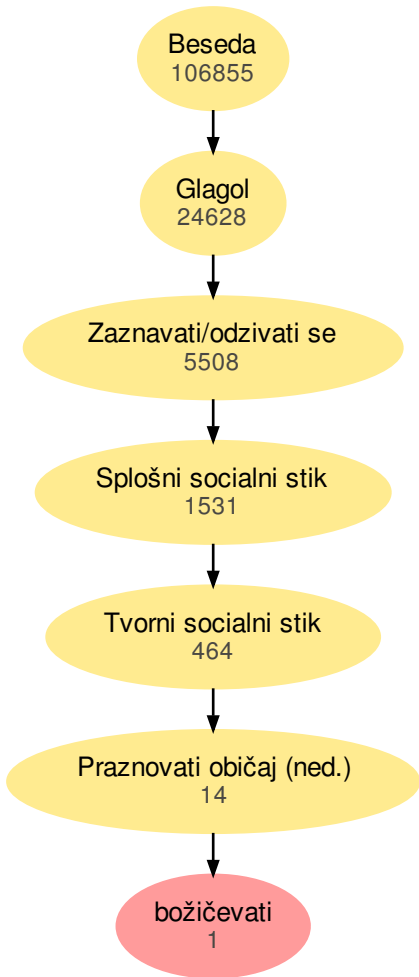 Beseda
106855
Glagol
24628
Zaznavati/odzivati se
5508
Splošni socialni stik
1531
Tvorni socialni stik
464
Praznovati običaj (ned.)
14
božičevati
1